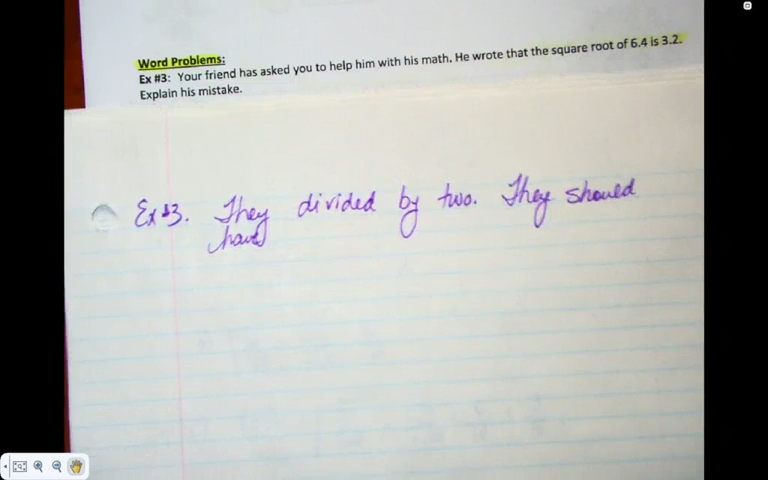 Word Problems:
Ex #3: Your friend has asked you to help him with his math. He wrote that the square root of 6.4 is 3.2.
Explain his mistake.
Ex #3. They divided by two. They should
have